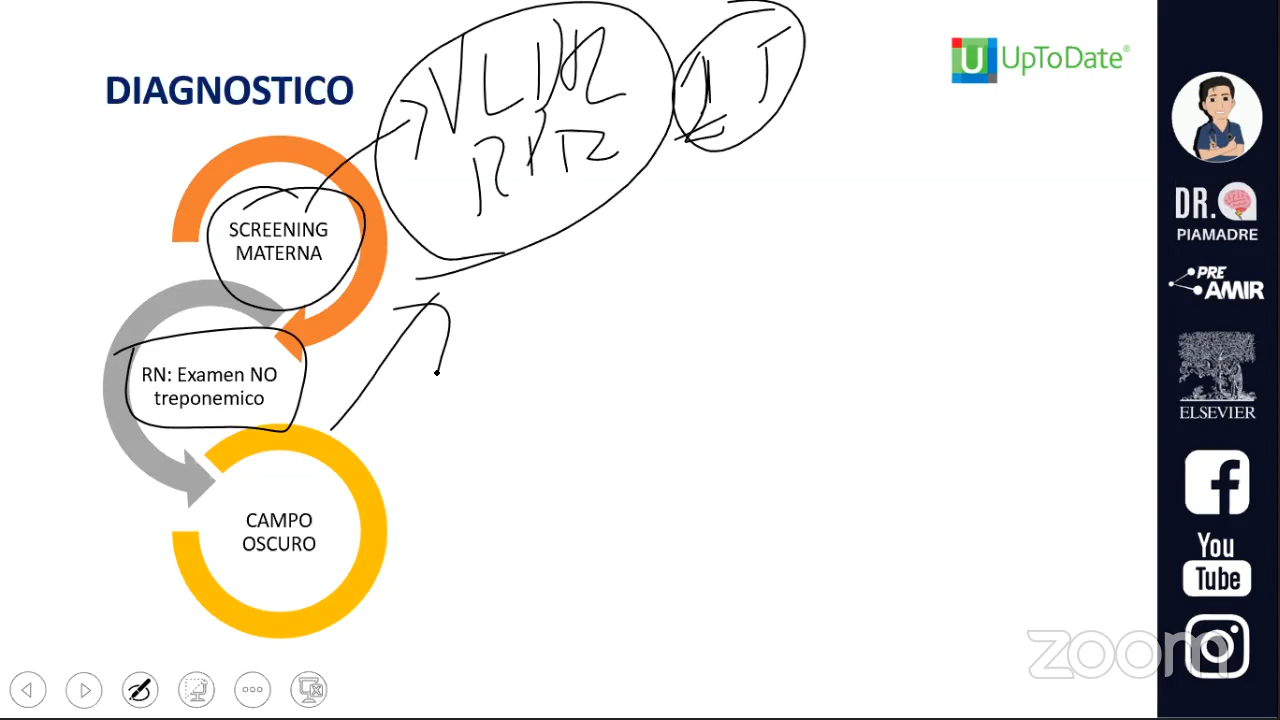 DIAGNOSTICO
VLDR
RPR
UpToDate®
SCREENING
MATERNA
RN: Examen NO
treponemico
CAMPO
OSCURO
DR.
PIAMADRE
PRE
AMIR
ELSEVIER
You
Tube
zoom